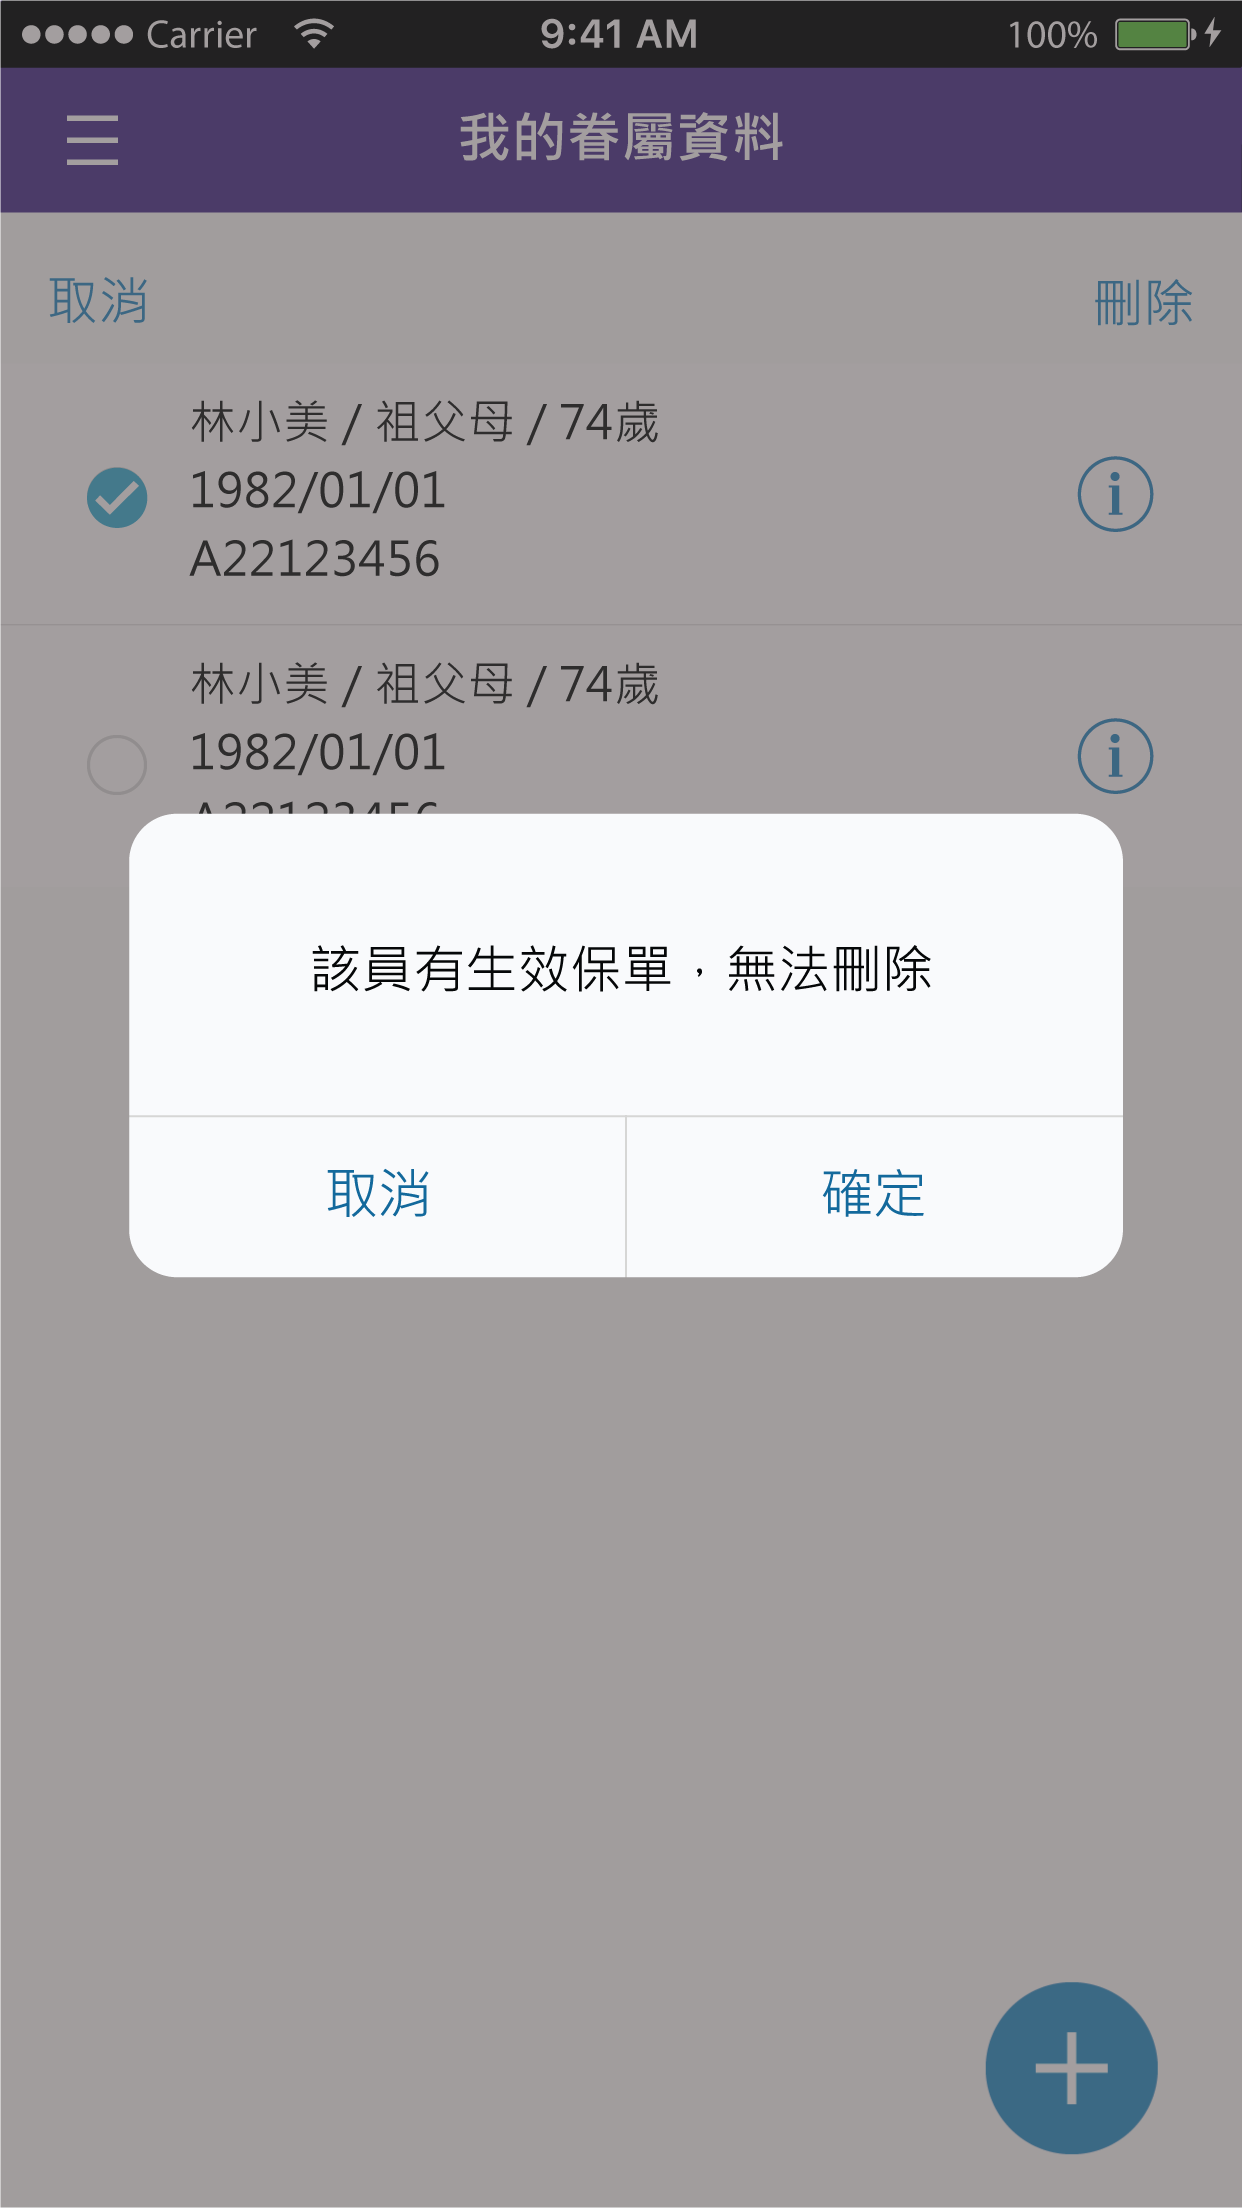 Carrier 9:41 AM 100%
我的眷屬資料
取消 刪除
林小美 / 祖父母 / 74歲
1982/01/01
A22123456
林小美 / 祖父母 / 74歲
1982/01/01
A22123456
該員有生效保單，無法刪除
取消 確定